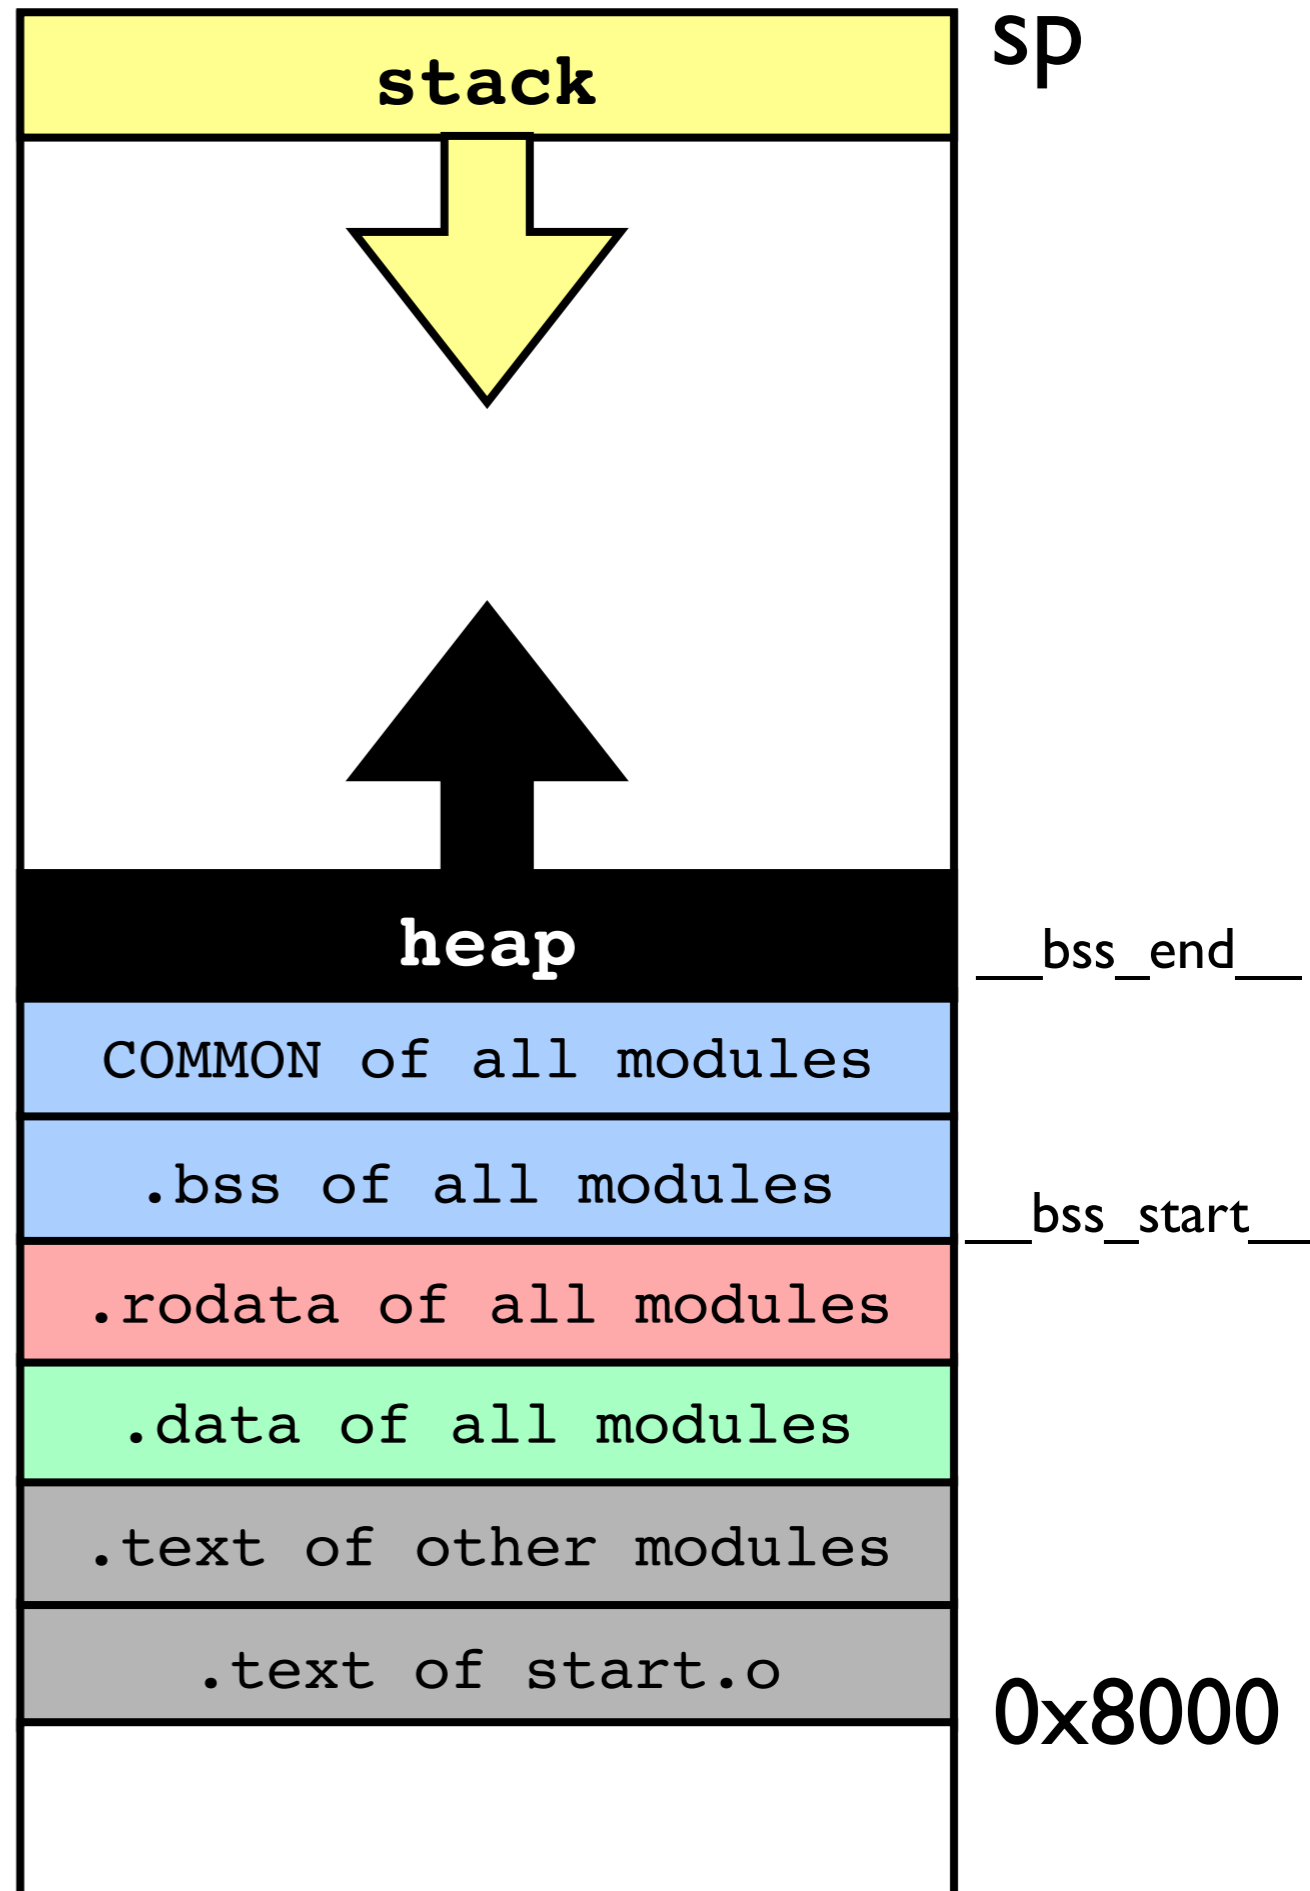 sp
stack
heap
__bss_end__
COMMON of all modules
.bss of all modules
__bss_start__
.rodata of all modules
.data of all modules
.text of other modules
.text of start.o
0x8000